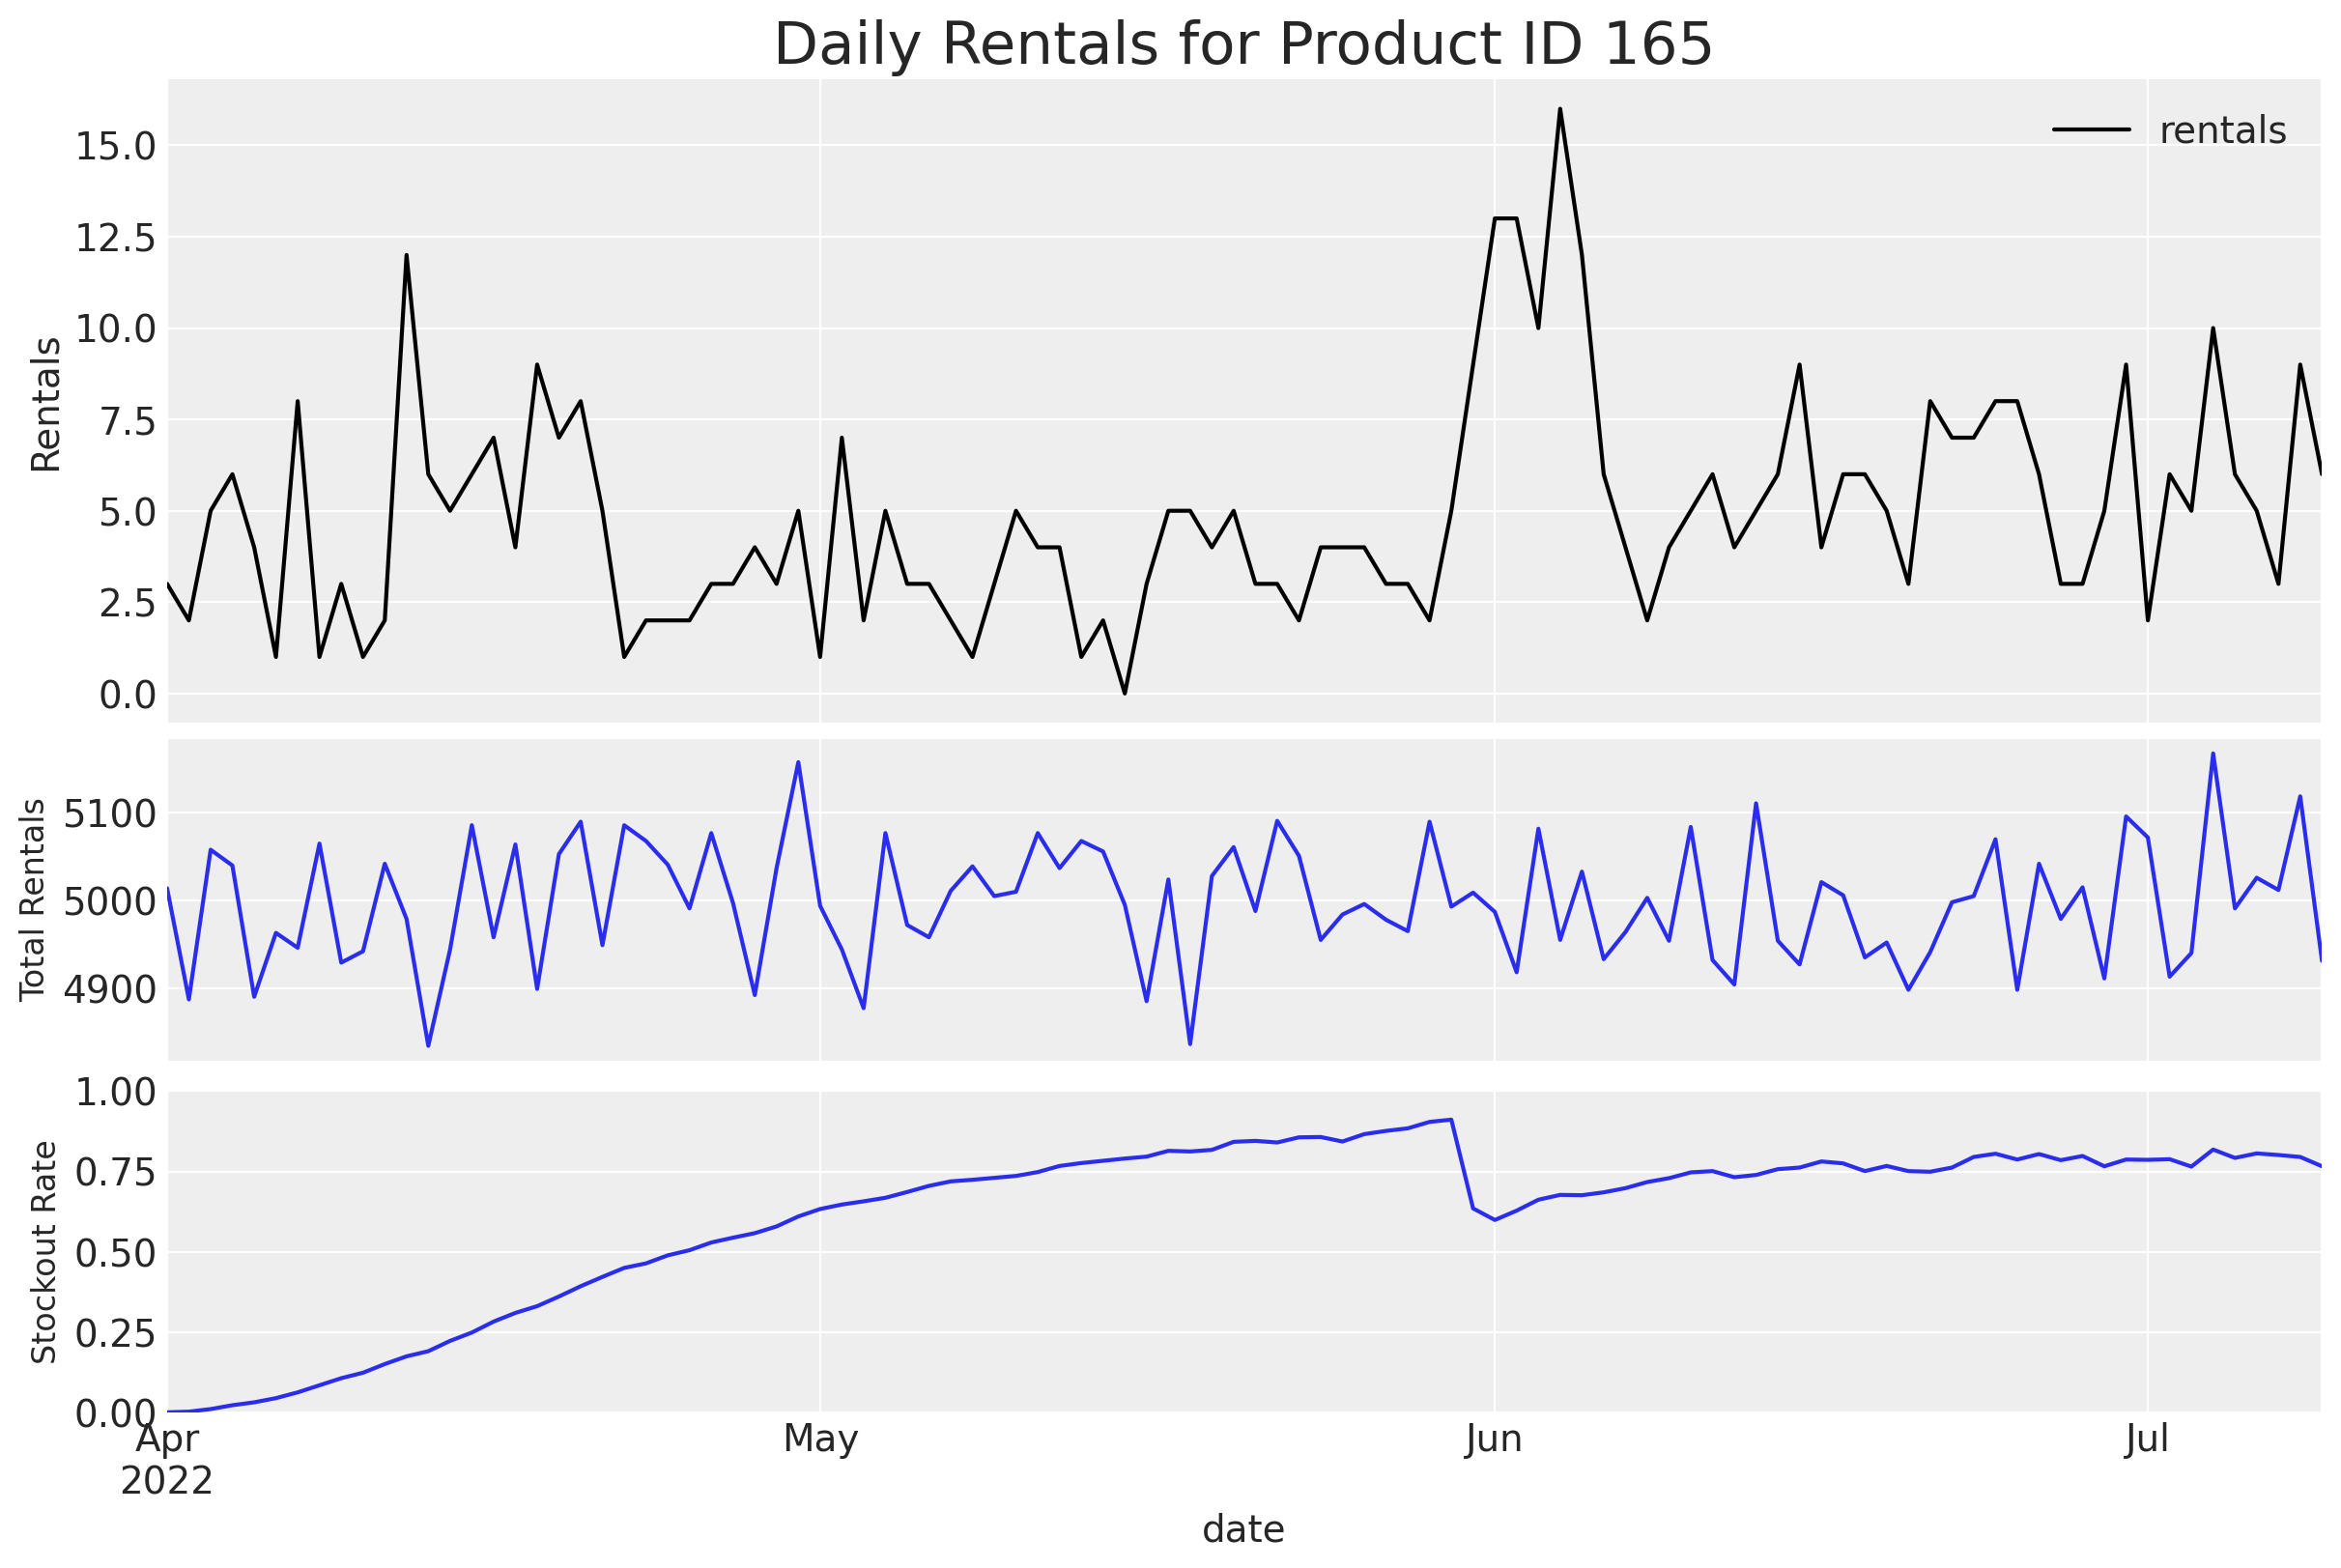 Daily Rentals for Product ID 165
rentals
Rentals
15.0
12.5
10.0
7.5
5.0
2.5
0.0
Total Rentals
5100
5000
4900
Stockout Rate
1.00
0.75
0.50
0.25
0.00
Apr
2022
May
Jun
Jul
date